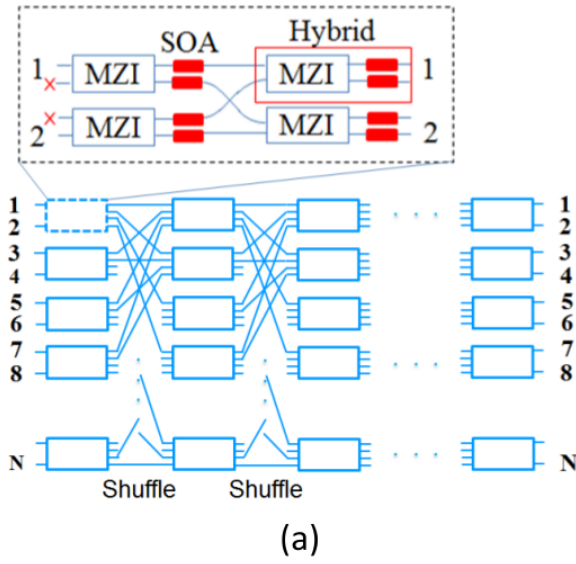 SOA Hybrid
1 MZI MZI 1
×
×
2 MZI MZI 2
1 1
2 2
3 3
4 4
5 5
6 6
7 7
8 8
N N
Shuffle Shuffle
(a)